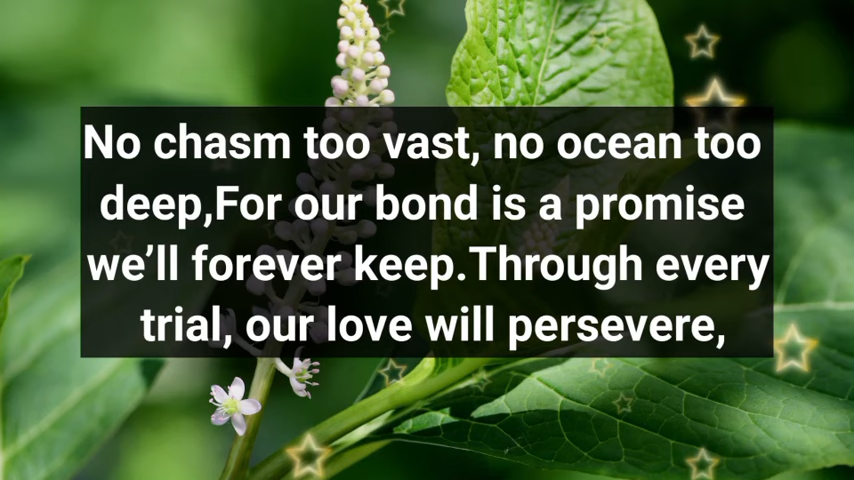 No chasm too vast, no ocean too
deep,For our bond is a promise
we’ll forever keep.Through every
trial, our love will persevere,